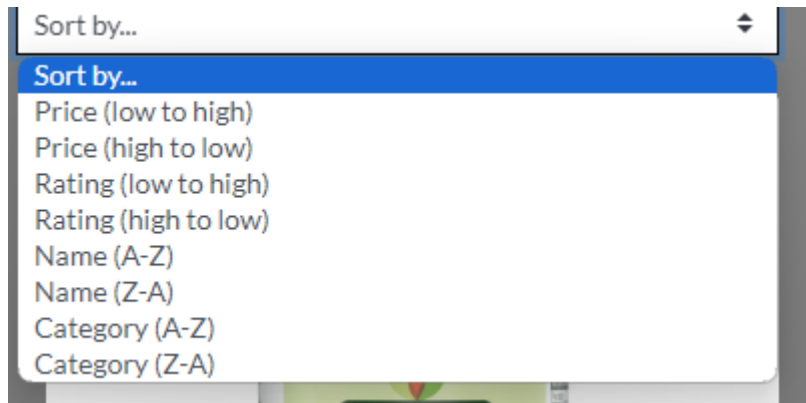 Sort by...
Sort by...
Price (low to high)
Price (high to low)
Rating (low to high)
Rating (high to low)
Name (A-Z)
Name (Z-A)
Category (A-Z)
Category (Z-A)